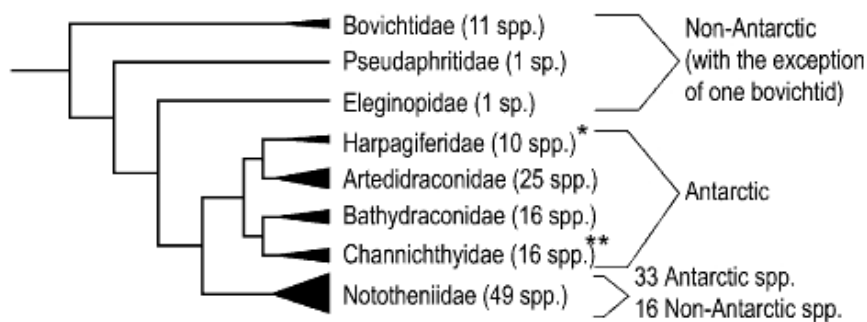 Bovichtidae (11 spp.)
Pseudaphritidae (1 sp.)
Eleginopidae (1 sp.)
Harpagiferidae (10 spp.)*
Artedidraconidae (25 spp.)
Bathydraconidae (16 spp.)
Channichthyidae (16 spp.)**
Nototheniidae (49 spp.)
Non-Antarctic
(with the exception
of one bovichtid)
Antarctic
33 Antarctic spp.
16 Non-Antarctic spp.